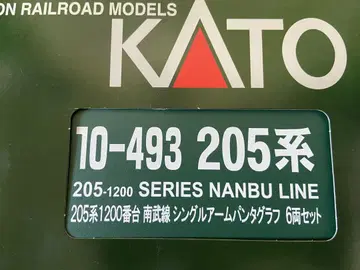 ON RAILROAD MODELS
KATO
10-493 205系
205-1200 SERIES NANBU LINE
205系1200番台 南武線 シングルアームパンタグラフ 6両セット